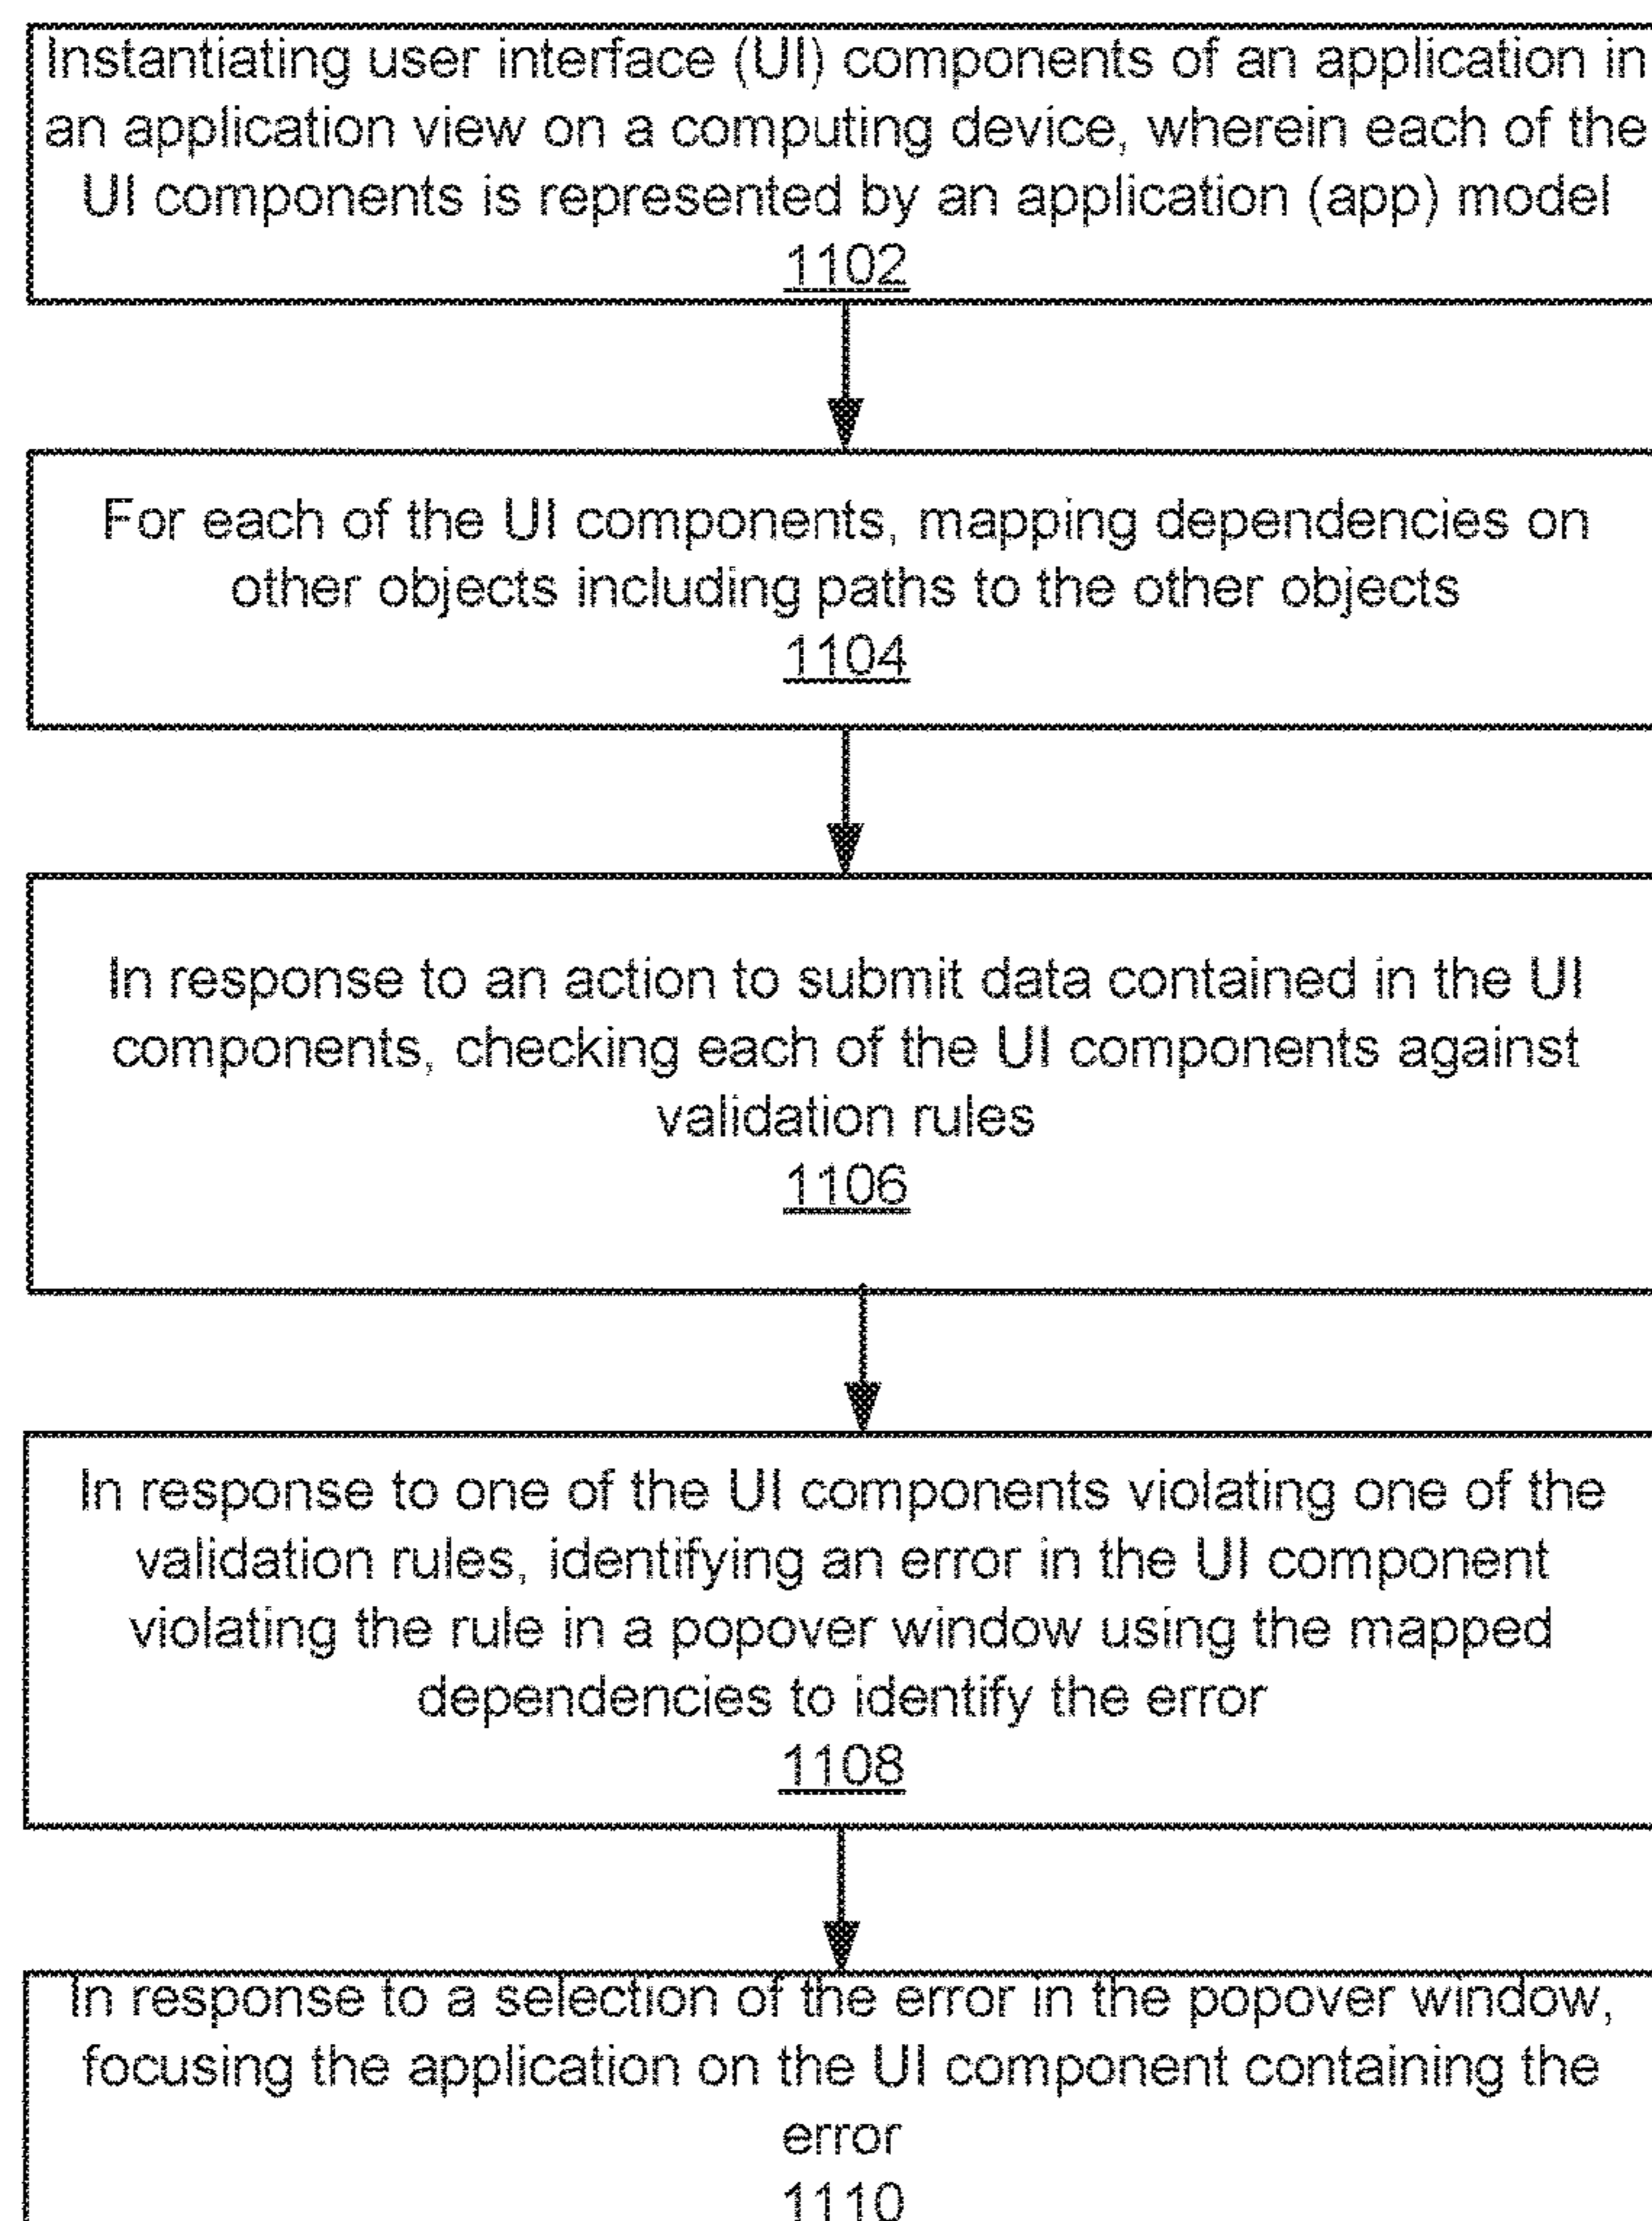 Instantiating user interface (UI) components of an application in
an application view on a computing device, wherein each of the
UI components is represented by an application (app) model
1102
For each of the UI components, mapping dependencies on
other objects including paths to the other objects
1104
In response to an action to submit data contained in the UI
components, checking each of the UI components against
validation rules
1106
In response to one of the UI components violating one of the
validation rules, identifying an error in the UI component
violating the rule in a popover window using the mapped
dependencies to identify the error
1108
In response to a selection of the error in the popover window,
focusing the application on the UI component containing the
error
1110